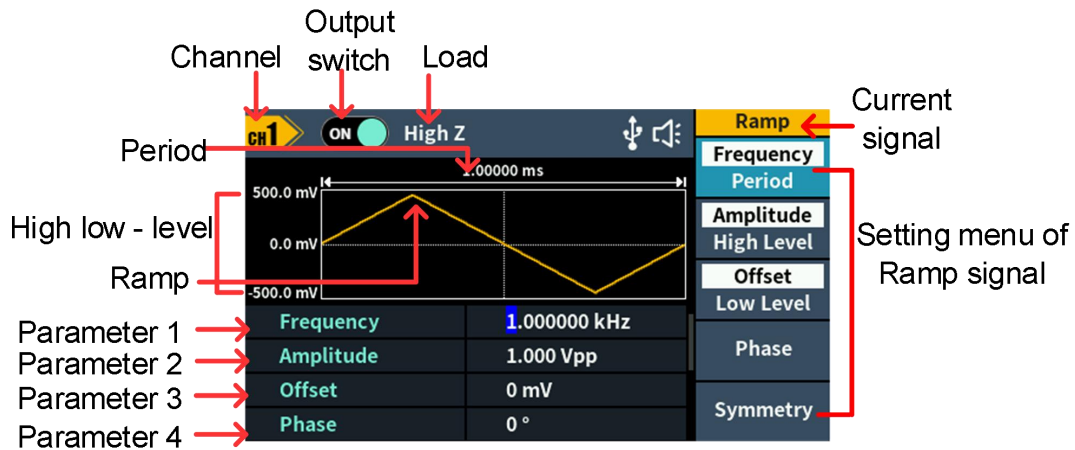 Output
switch
Channel
Load
Current
signal
CH1
ON
High Z
Ramp
Period
1.00000 ms
Frequency
Period
500.0 mV
High low - level
0.0 mV
Amplitude
High Level
Setting menu of
Ramp signal
Ramp
-500.0 mV
Offset
Low Level
Parameter 1
Frequency
1.000000 kHz
Parameter 2
Amplitude
1.000 Vpp
Phase
Parameter 3
Offset
0 mV
Parameter 4
Phase
0 °
Symmetry